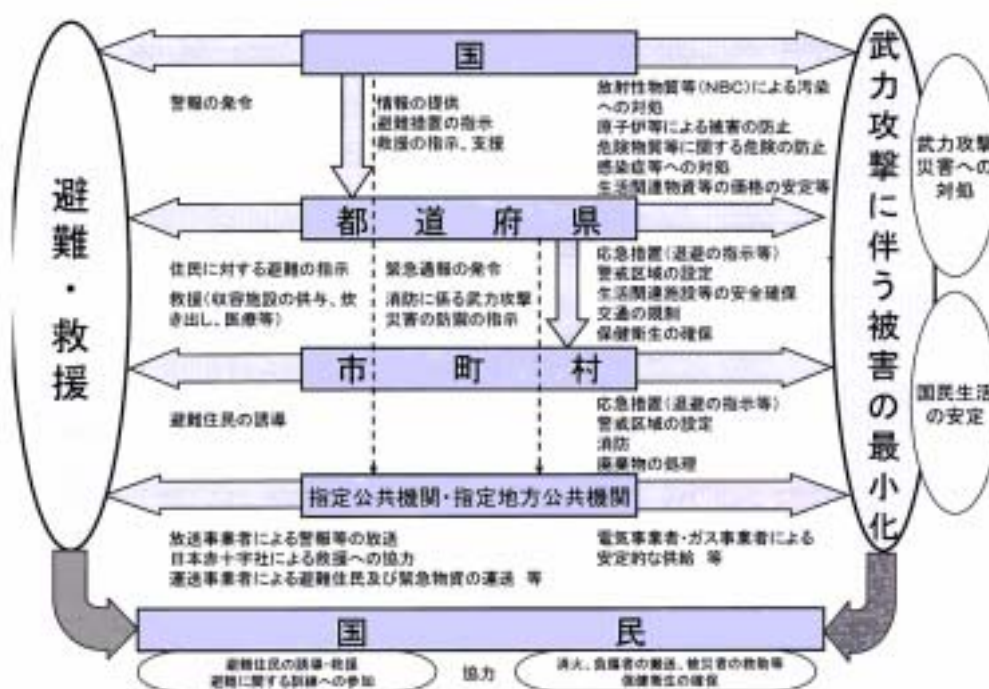 国
警報の発令
情報の提供
避難措置の指示
救援の指示、支援
放射性物質等(NBC)による汚染
への対処
原子炉等による被害の防止
危険物質等に関する危険の防止
感染症等への対処
生活関連物資等の価格の安定等
都道府県
住民に対する避難の指示
救援(収容施設の供与、炊
き出し、医療等)
緊急通報の発令
消防に係る武力攻撃
災害の防禦の指示
応急措置(退避の指示等)
警戒区域の設定
生活関連施設等の安全確保
交通の規制
保健衛生の確保
市町村
避難住民の誘導
応急措置(退避の指示等)
警戒区域の設定
消防
廃棄物の処理
指定公共機関・指定地方公共機関
放送事業者による警報等の放送
日本赤十字社による救援への協力
運送事業者による避難住民及び緊急物資の運送 等
電気事業者・ガス事業者による
安定的な供給 等
避難・救援
武力攻撃に伴う被害の最小化
武力攻撃
災害への
対処
国民生活
の安定
国民
避難住民の誘導・救援
避難に関する訓練への参加
協力
消火、負傷者の搬送、被災者の救助等
保健衛生の確保